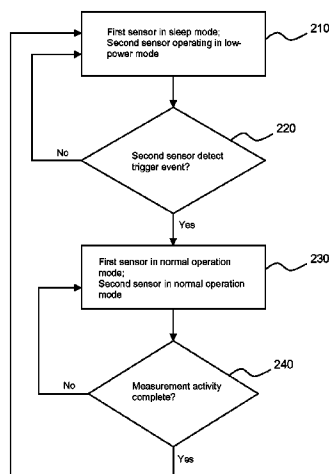 First sensor in sleep mode;
Second sensor operating in low-
power mode
210
220
Second sensor detect
trigger event?
No
Yes
First sensor in normal operation
mode;
Second sensor in normal operation
mode
230
240
Measurement activity
complete?
No
Yes